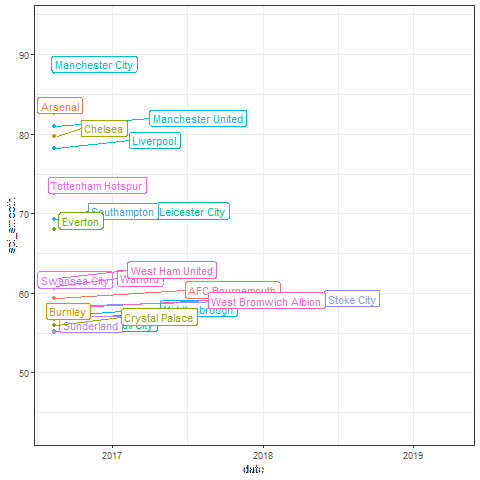 Manchester City
90
Arsenal
Manchester United
Chelsea
80
Liverpool
Tottenham Hotspur
Southampton
Leicester City
Everton
70
West Ham United
Swansea City
Watford
AFC Bournemouth
60
West Bromwich Albion
Stoke City
Burnley
Crystal Palace
Sunderland
City
50
2017
2018
2019
date